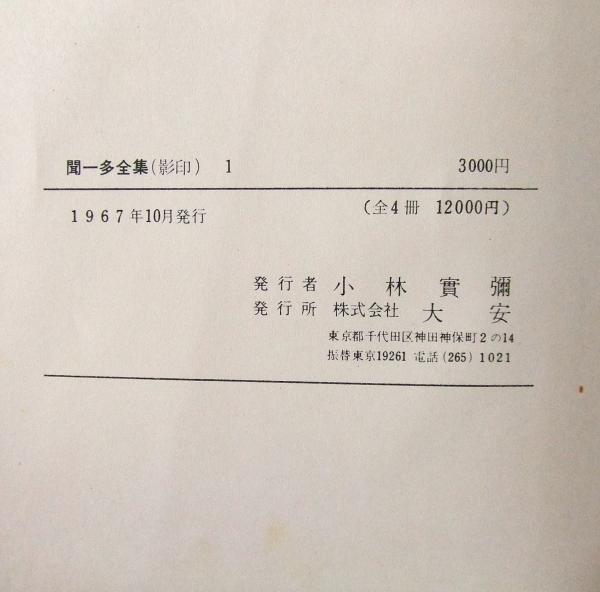 聞一多全集(影印) 1 3000円
1967年10月発行 (全4冊 12000円)
発行者 小林實彌
発行所 株式会社 大安
東京都千代田区神田神保町2の14
振替東京19261 電話(265)1021